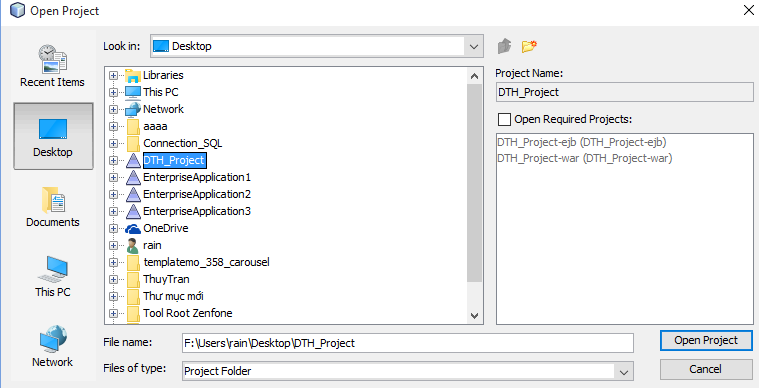 Open Project
Look in:
Desktop
Recent Items
Desktop
Documents
This PC
Network
Libraries
This PC
Network
aaaa
Connection_SQL
DTH_Project
EnterpriseApplication1
EnterpriseApplication2
EnterpriseApplication3
OneDrive
rain
templatemo_358_carousel
ThuyTran
Thư mục mới
Tool Root Zenfone
Project Name:
DTH_Project
Open Required Projects:
DTH_Project-ejb (DTH_Project-ejb)
DTH_Project-war (DTH_Project-war)
File name:
F:\Users\rain\Desktop\DTH_Project
Open Project
Files of type:
Project Folder
Cancel